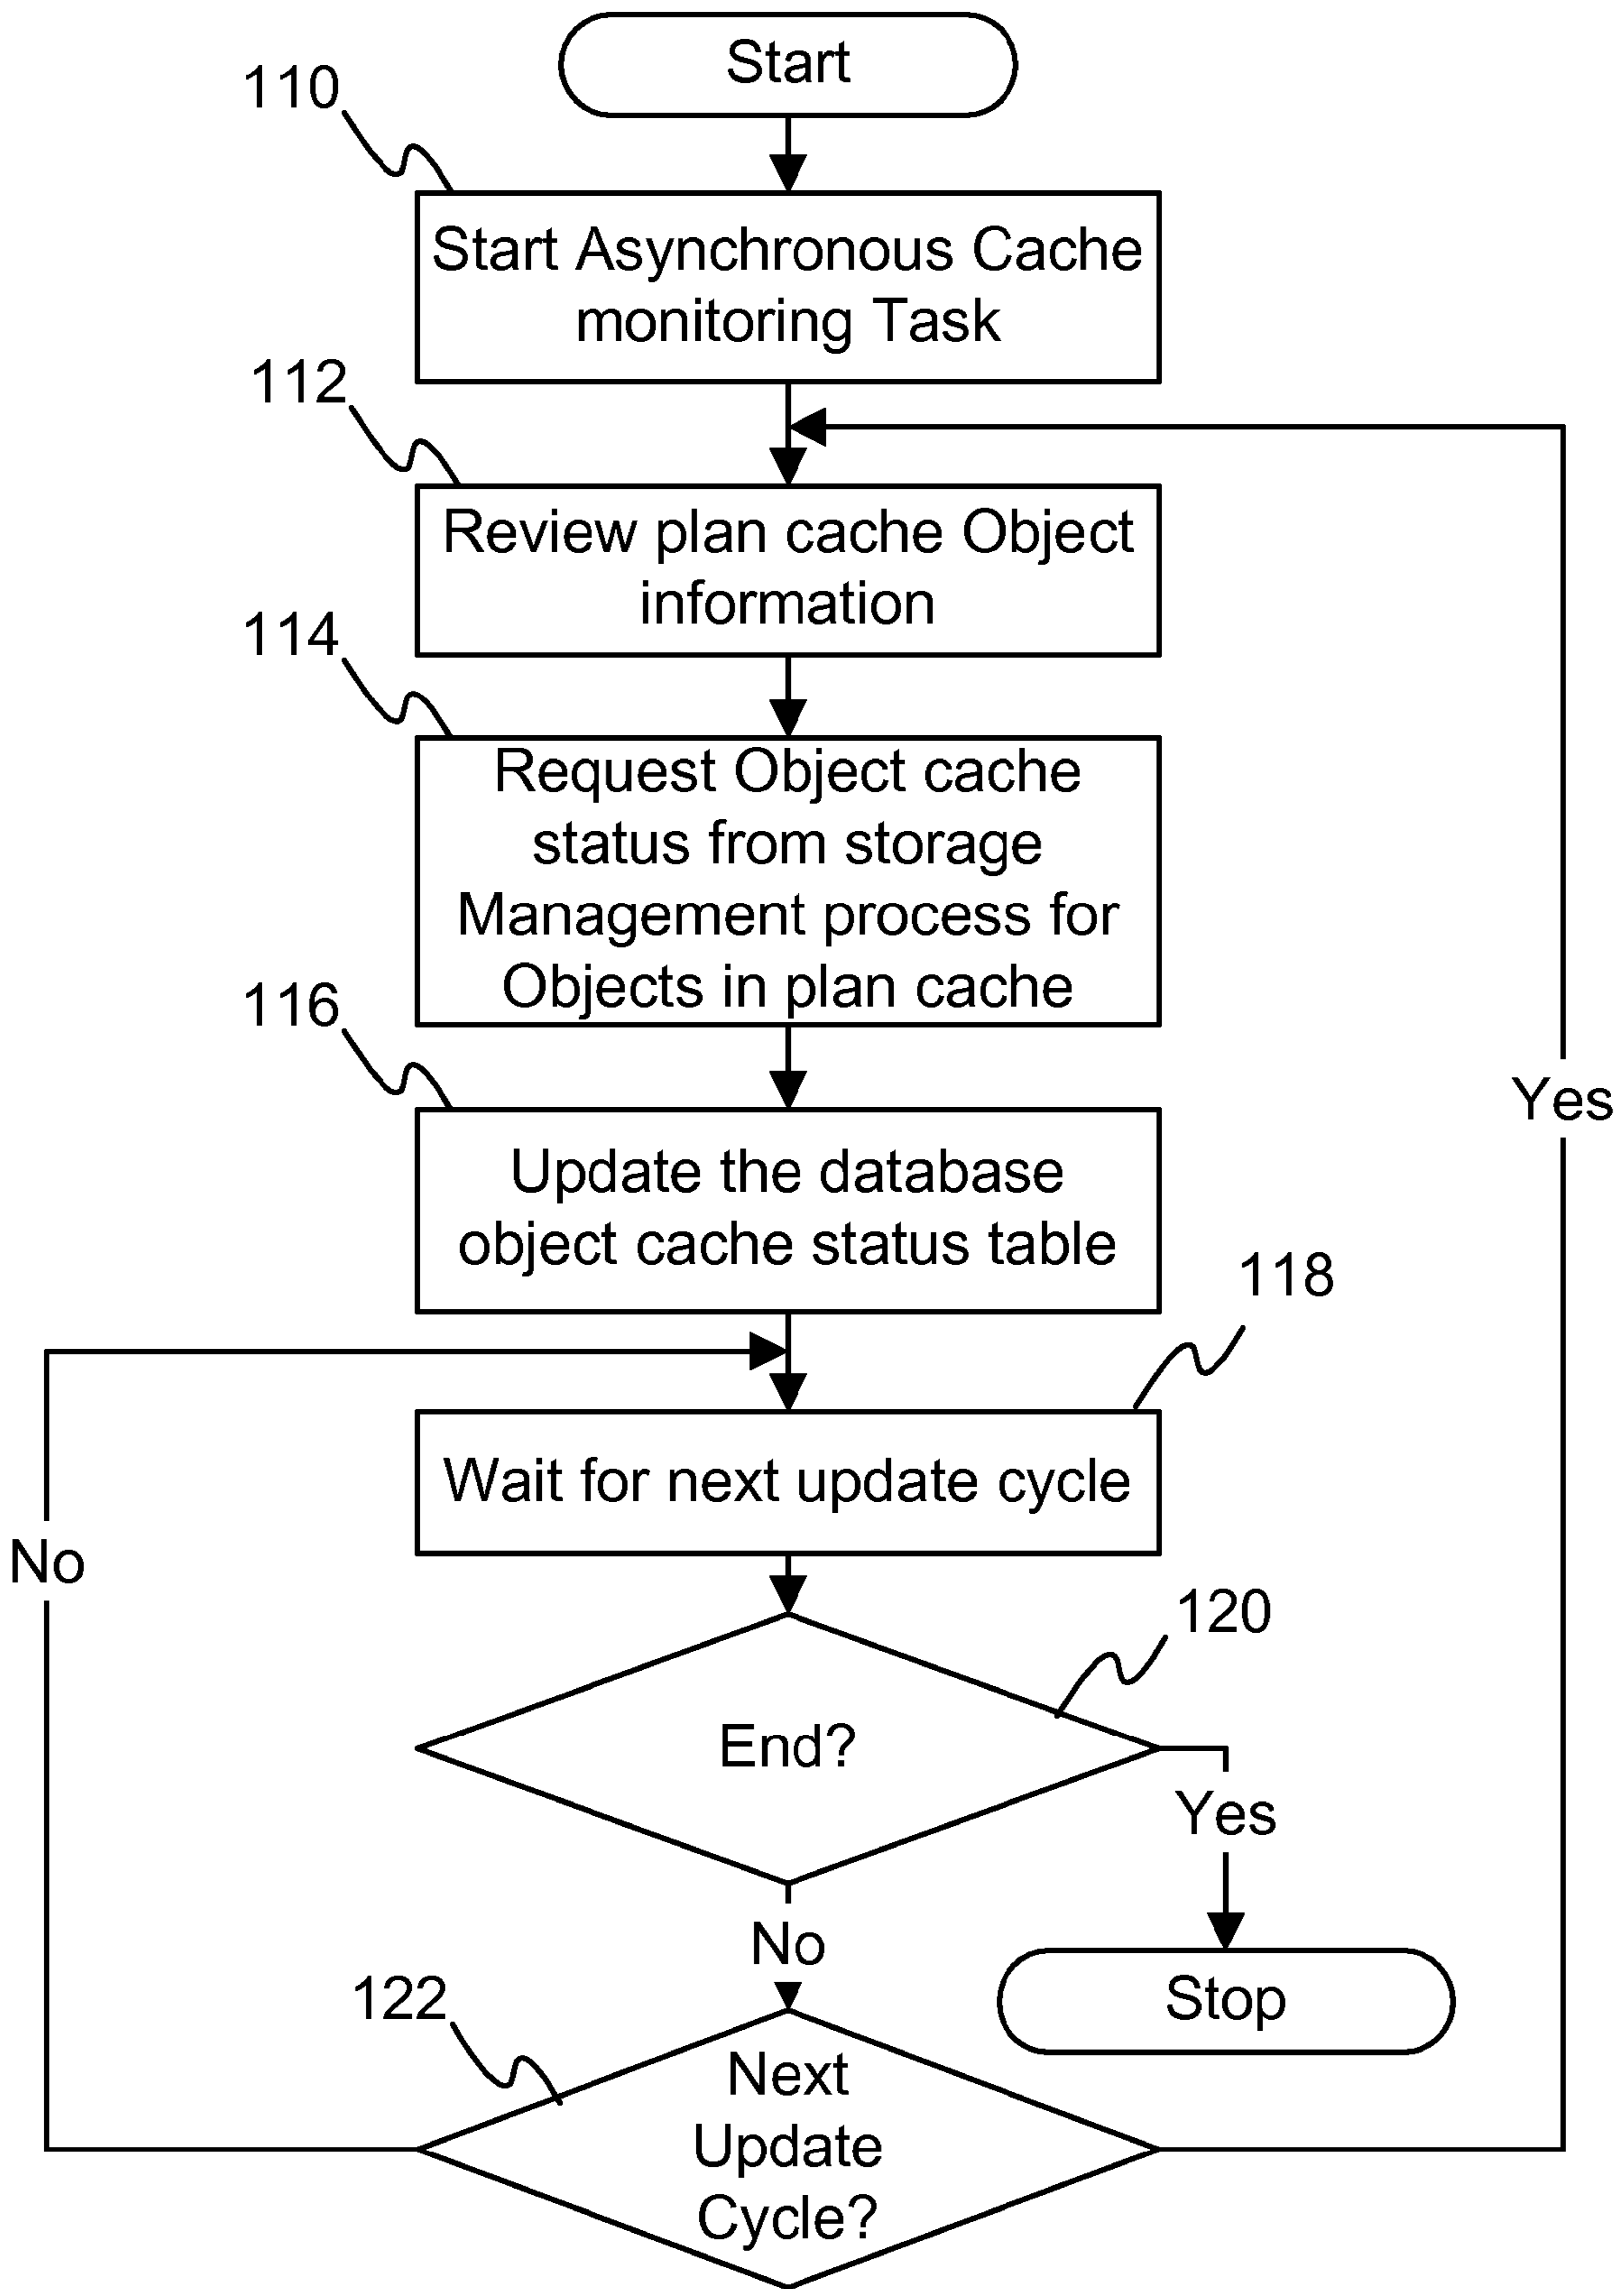 Start
110
Start Asynchronous Cache
monitoring Task
112
Review plan cache Object
information
114
Request Object cache
status from storage
Management process for
Objects in plan cache
116
Yes
Update the database
object cache status table
118
Wait for next update cycle
No
120
End?
Yes
No
Stop
122
Next
Update
Cycle?